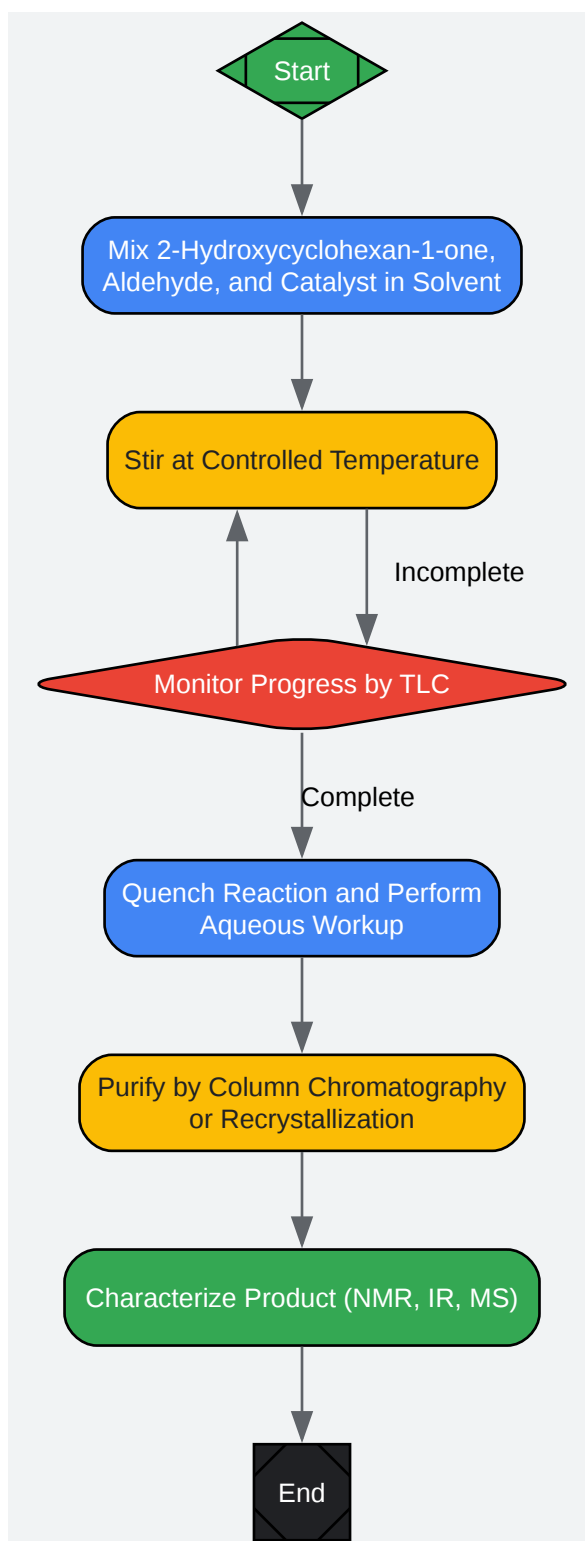 Start
Mix 2-Hydroxycyclohexan-1-one,
Aldehyde, and Catalyst in Solvent
Stir at Controlled Temperature
Incomplete
Monitor Progress by TLC
Complete
Quench Reaction and Perform
Aqueous Workup
Purify by Column Chromatography
or Recrystallization
Characterize Product (NMR, IR, MS)
End